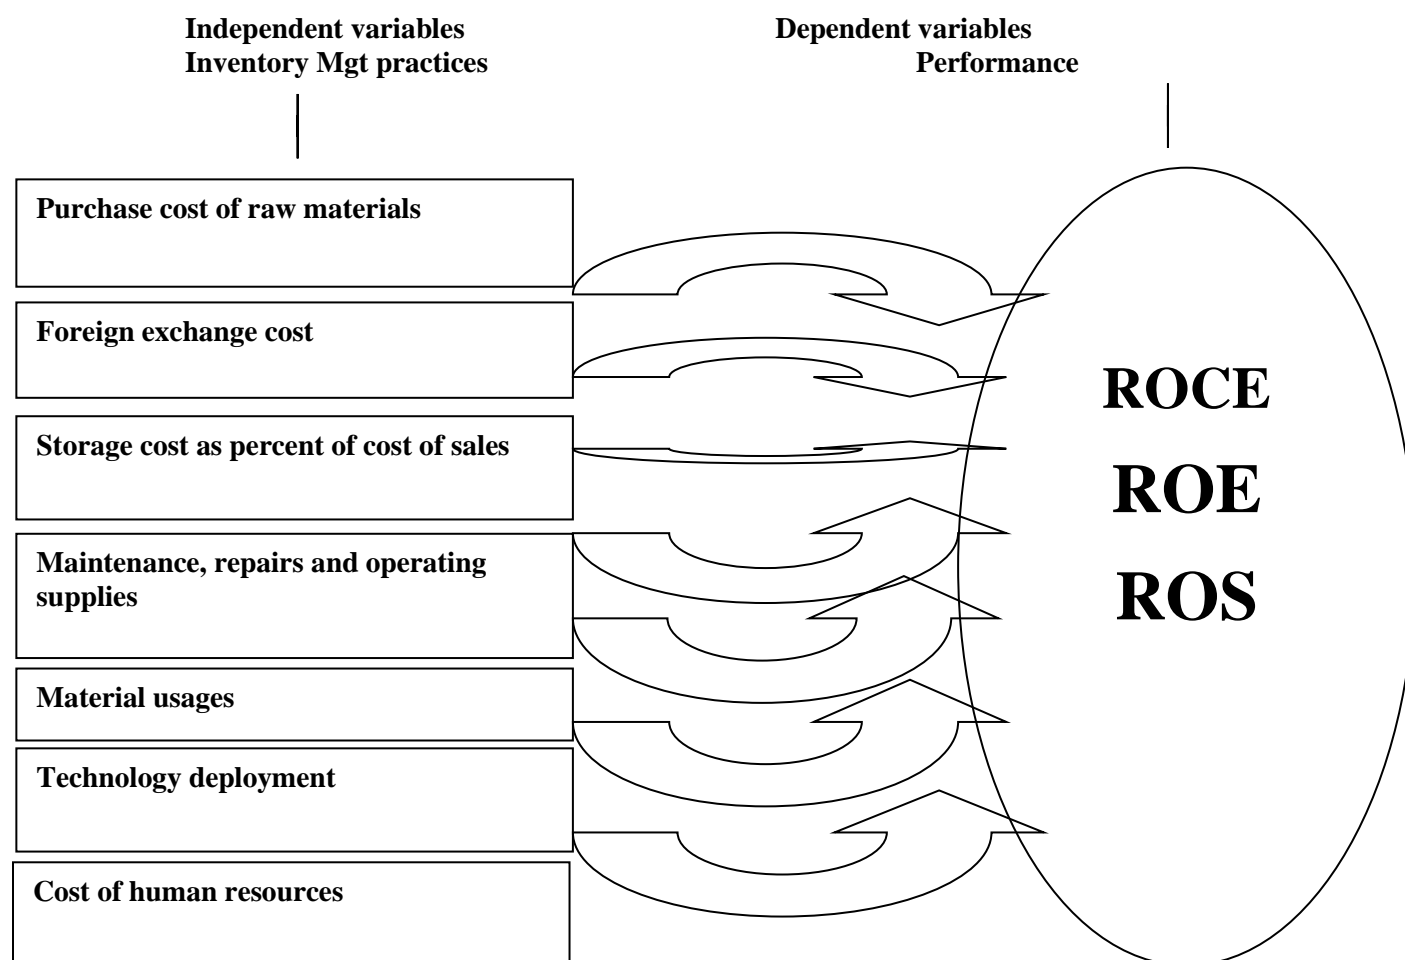 Independent variables
Inventory Mgt practices
Dependent variables
Performance
Purchase cost of raw materials
Foreign exchange cost
Storage cost as percent of cost of sales
Maintenance, repairs and operating
supplies
Material usages
Technology deployment
Cost of human resources
ROCE
ROE
ROS